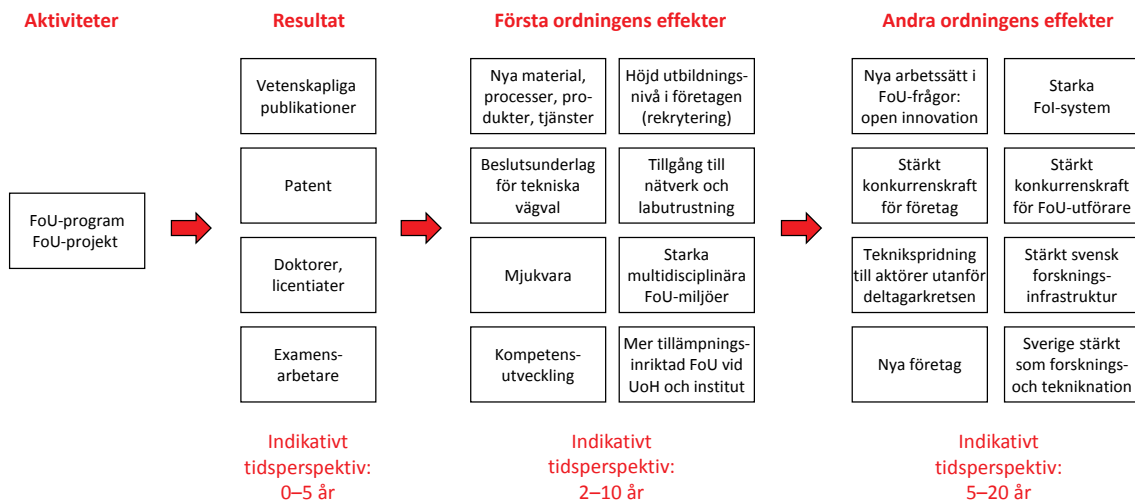 Aktiviteter
Resultat
Första ordningens effekter
Andra ordningens effekter
FoU-program
FoU-projekt
Vetenskapliga
publikationer
Patent
Doktorer,
licentiater
Examens-
arbetare
Nya material,
processer, pro-
dukter, tjänster
Höjd utbildnings-
nivå i företagen
(rekrytering)
Beslutsunderlag
för tekniska
vägval
Tillgång till
nätverk och
labutrustning
Mjukvara
Starka
multidisciplinära
FoU-miljöer
Kompetens-
utveckling
Mer tillämpnings-
inriktad FoU vid
UoH och institut
Nya arbetssätt i
FoU-frågor:
open innovation
Starka
FoI-system
Stärkt
konkurrenskraft
för företag
Stärkt
konkurrenskraft
för FoU-utförare
Teknikspridning
till aktörer utanför
deltagarkretsen
Stärkt svensk
forsknings-
infrastruktur
Nya företag
Sverige stärkt
som forsknings-
och tekniknation
Indikativt
tidsperspektiv:
0–5 år
Indikativt
tidsperspektiv:
2–10 år
Indikativt
tidsperspektiv:
5–20 år